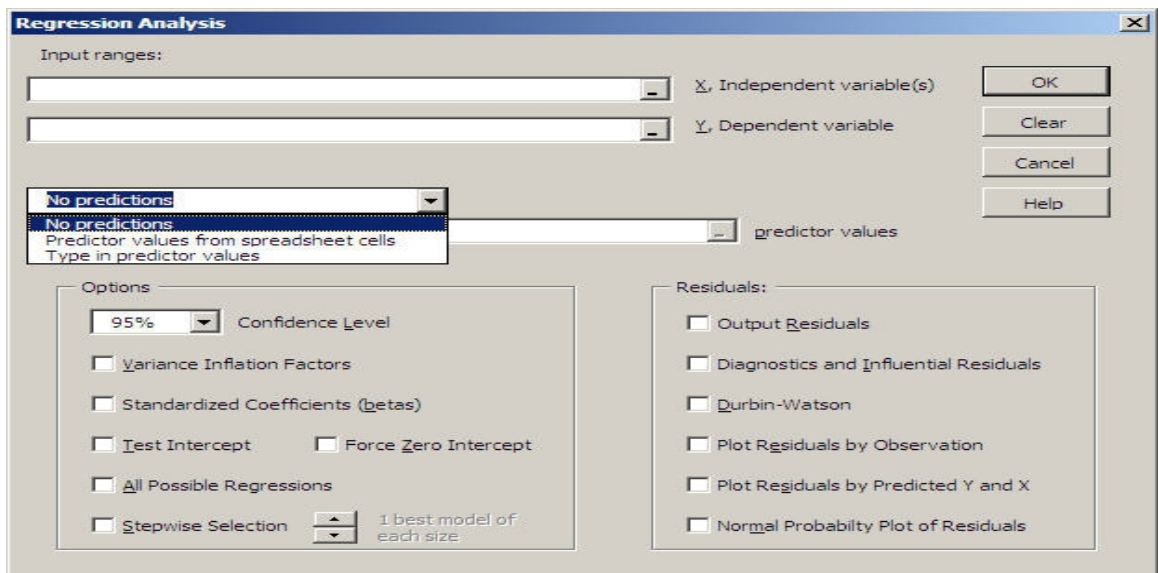 Regression Analysis
Input ranges:
X, Independent variable(s)
OK
Y, Dependent variable
Clear
Cancel
No predictions
Help
No predictions
Predictor values from spreadsheet cells
predictor values
Type in predictor values
Options
95% Confidence Level
Variance Inflation Factors
Standardized Coefficients (betas)
Test Intercept Force Zero Intercept
All Possible Regressions
Stepwise Selection 1 best model of
each size
Residuals:
Output Residuals
Diagnostics and Influential Residuals
Durbin-Watson
Plot Residuals by Observation
Plot Residuals by Predicted Y and X
Normal Probabilty Plot of Residuals